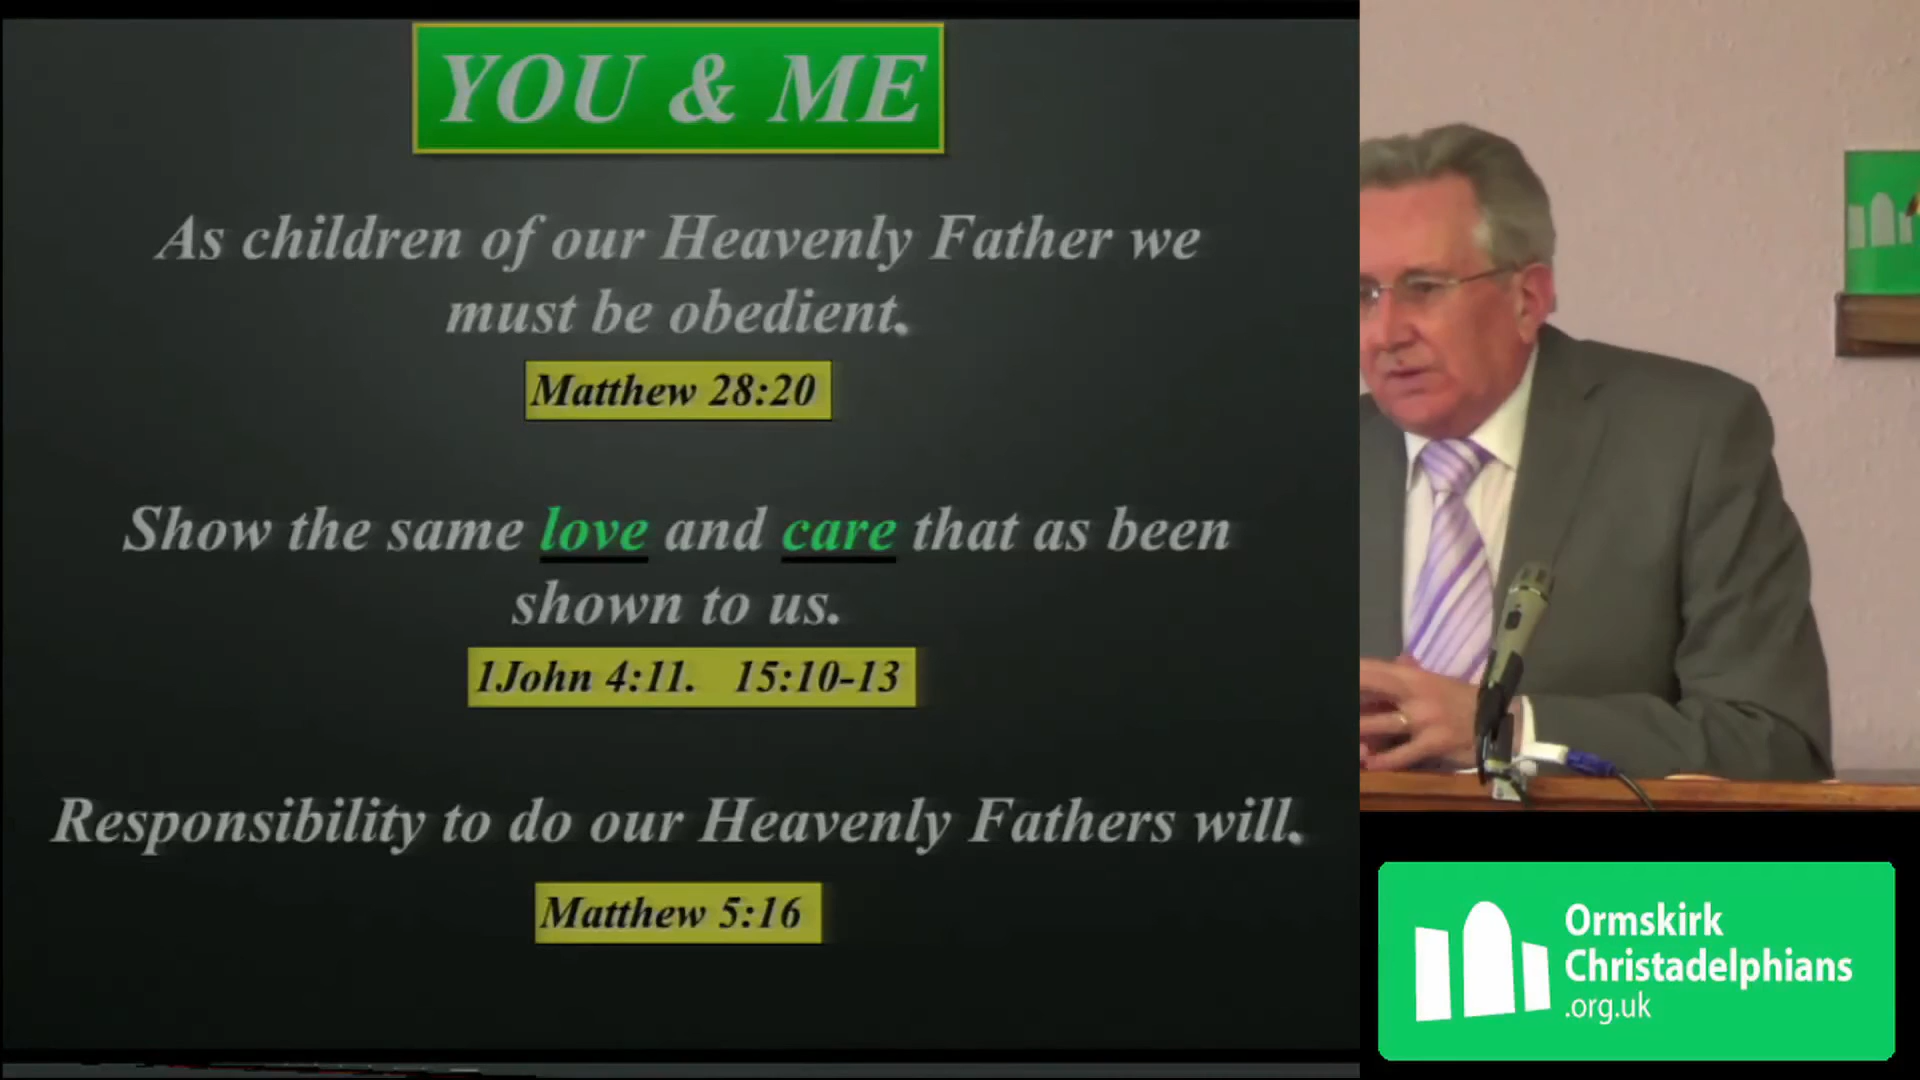 YOU & ME
As children of our Heavenly Father we
must be obedient.
Matthew 28:20
Show the same love and care that as been
shown to us.
1John 4:11. 15:10-13
Responsibility to do our Heavenly Fathers will.
Matthew 5:16
Ormskirk
Christadelphians
.org.uk